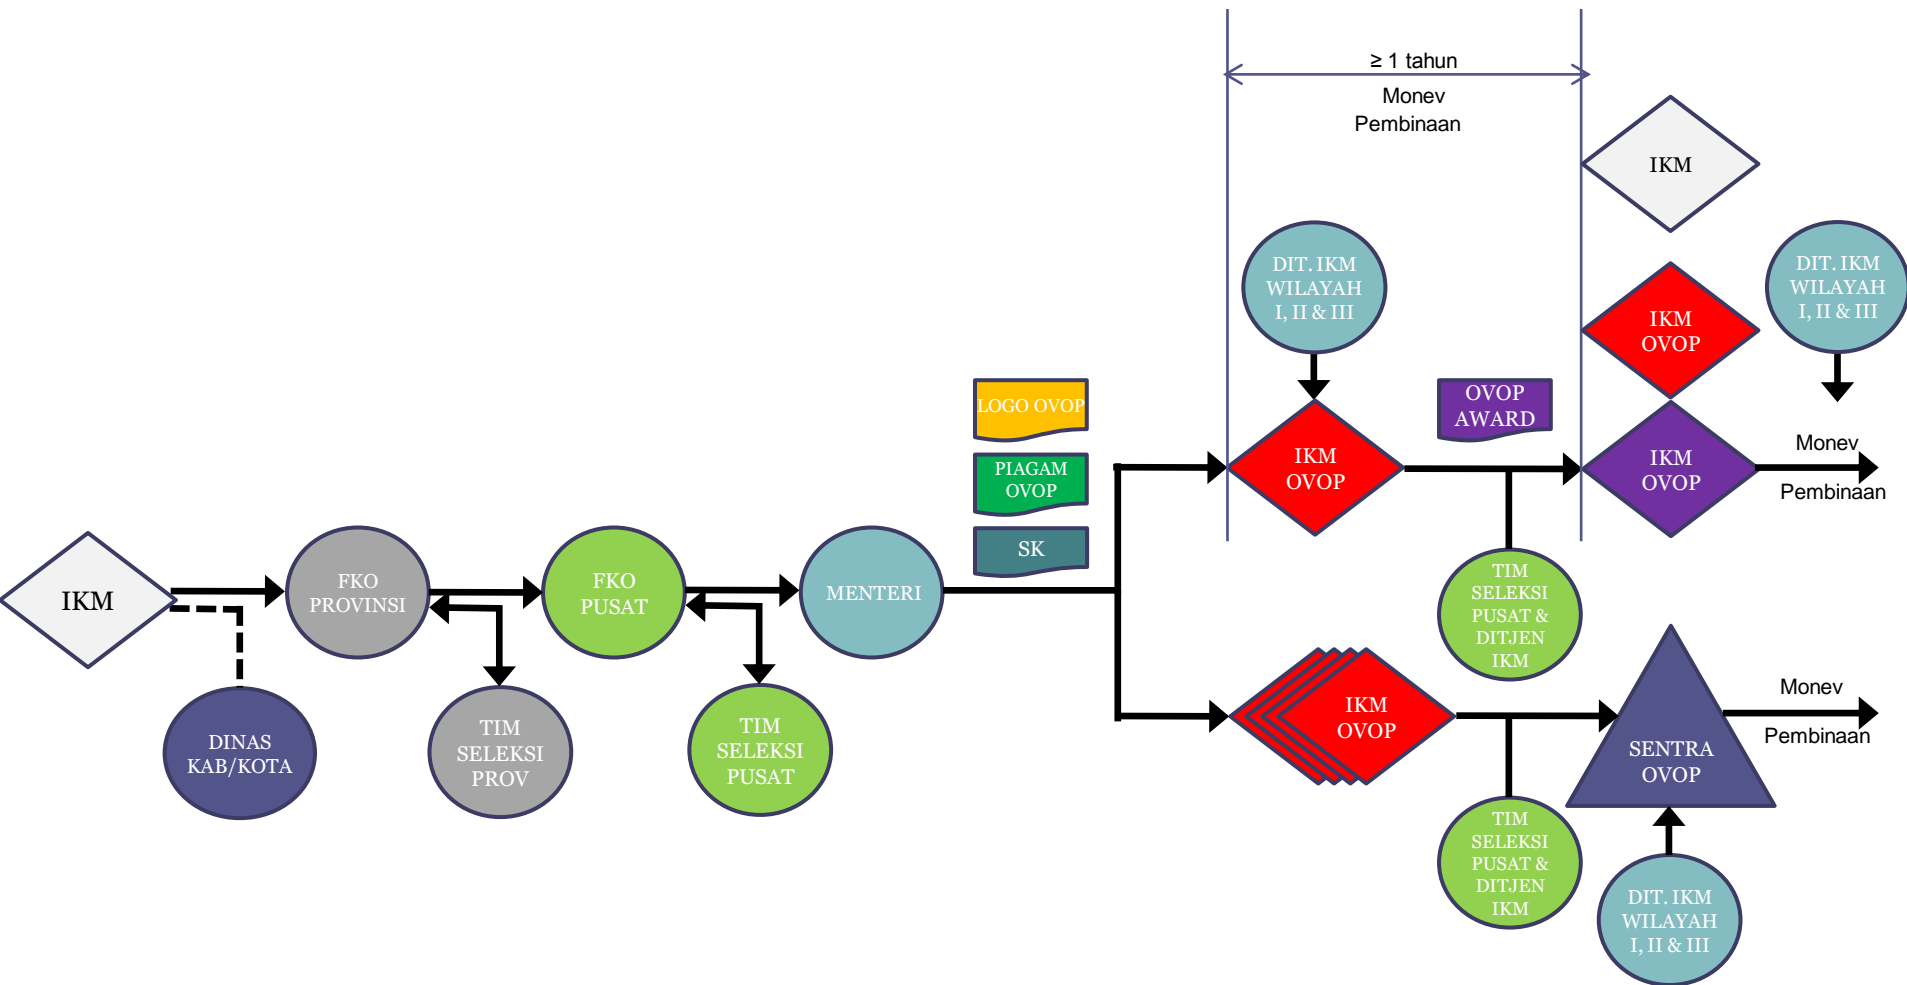 ≥ 1 tahun
Monev
Pembinaan
IKM
DIT. IKM
WILAYAH
I, II & III
DIT. IKM
WILAYAH
I, II & III
IKM
OVOP
LOGO OVOP
OVOP
AWARD
PIAGAM
OVOP
IKM
OVOP
IKM
OVOP
Monev
Pembinaan
SK
IKM
FKO
PROVINSI
FKO
PUSAT
MENTERI
TIM
SELEKSI
PUSAT &
DITJEN
IKM
DINAS
KAB/KOTA
TIM
SELEKSI
PROV
TIM
SELEKSI
PUSAT
IKM
OVOP
SENTRA
OVOP
Monev
Pembinaan
TIM
SELEKSI
PUSAT &
DITJEN
IKM
DIT. IKM
WILAYAH
I, II & III